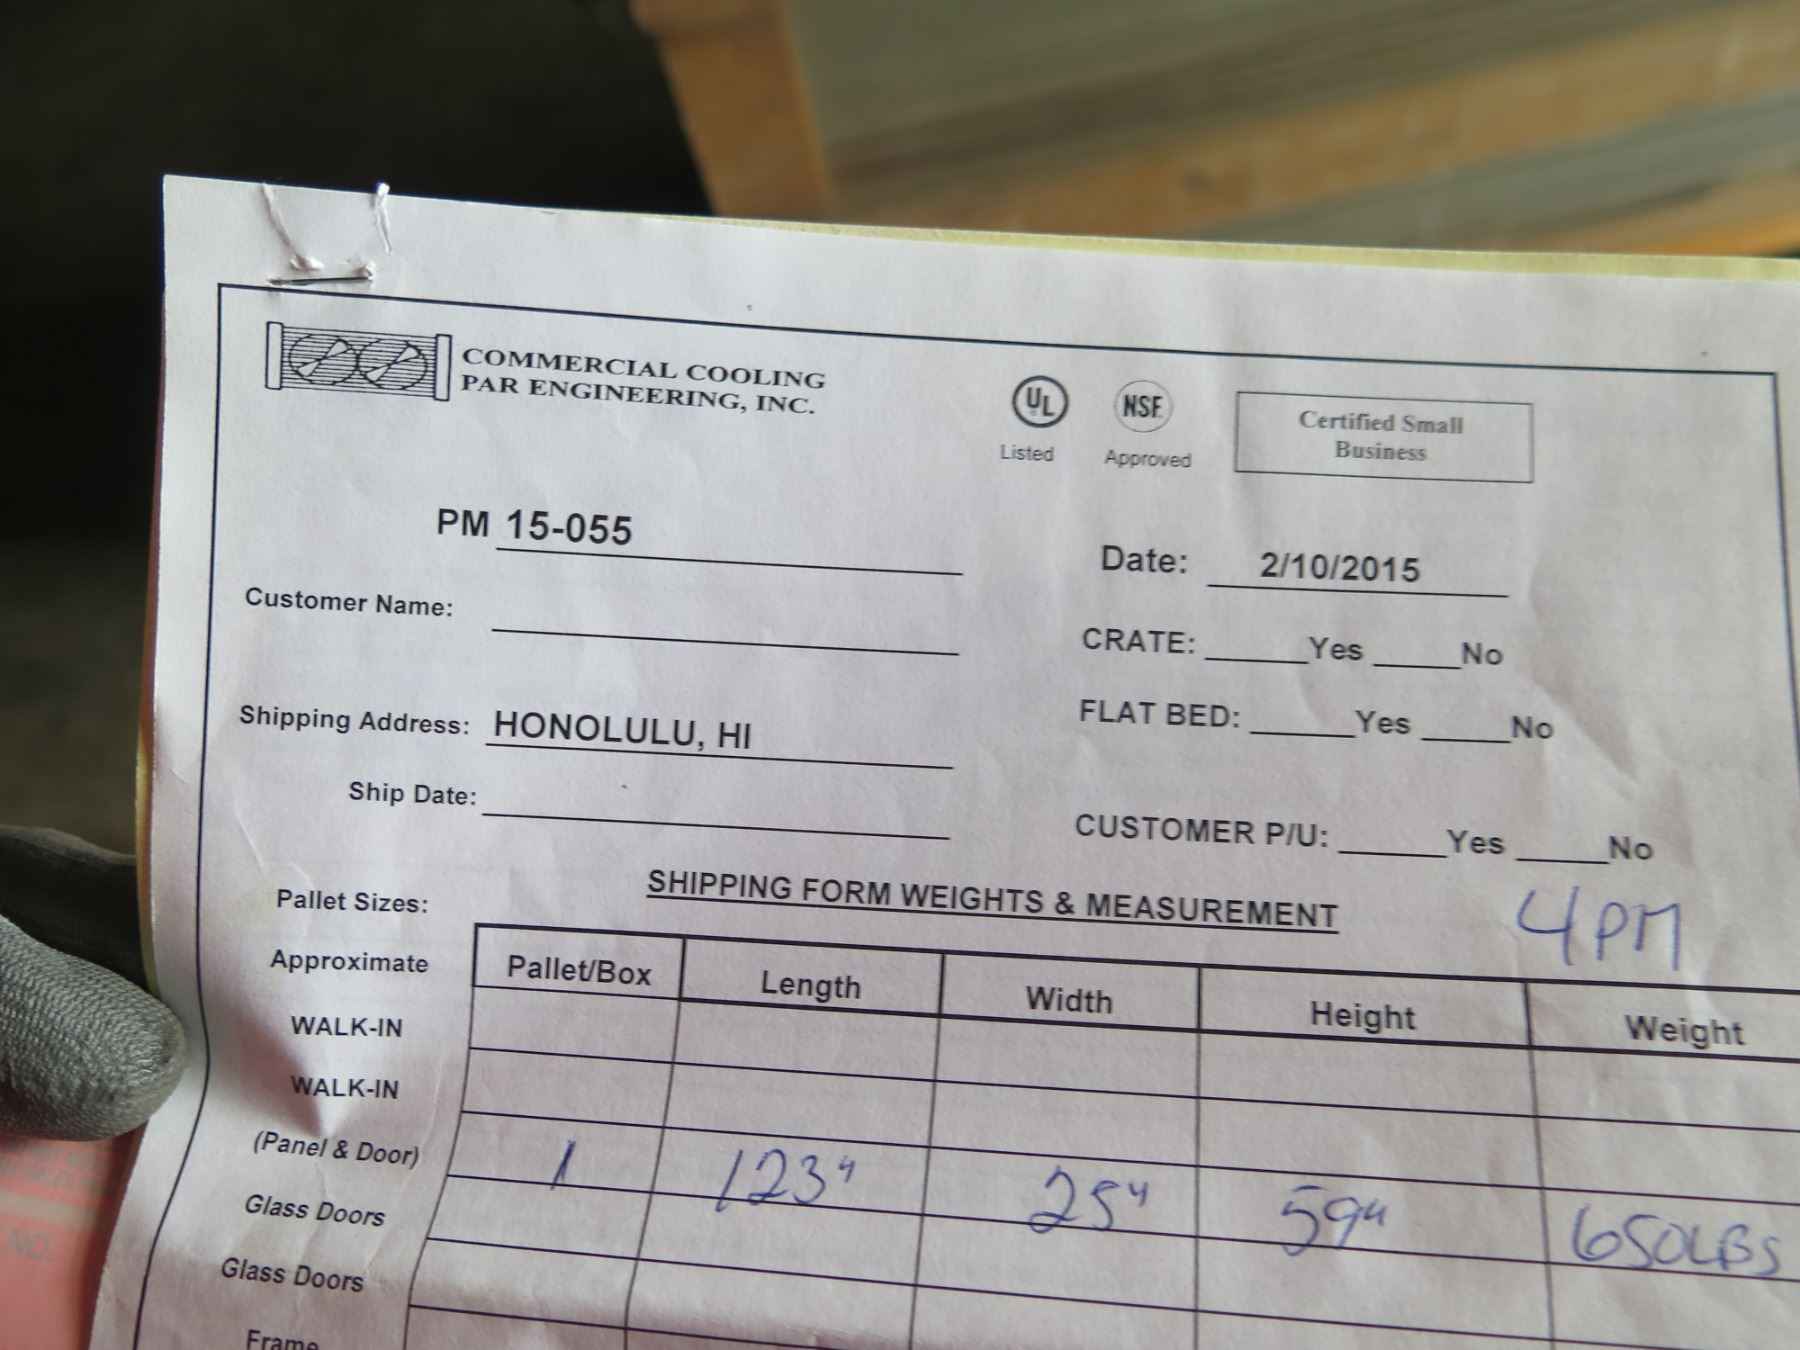 COMMERCIAL COOLING
PAR ENGINEERING, INC.
UL
Listed
NSF
Approved
Certified Small
Business
PM 15-055
Date: 2/10/2015
Customer Name:
CRATE: Yes No
Shipping Address: HONOLULU, HI
FLAT BED: Yes No
Ship Date:
CUSTOMER P/U: Yes No
SHIPPING FORM WEIGHTS & MEASUREMENT
4PM
Pallet Sizes:
Approximate Pallet/Box Length Width Height Weight
WALK-IN
WALK-IN
(Panel & Door) 1 123" 25" 59" 650LBS
Glass Doors
Glass Doors
Frame
NO.